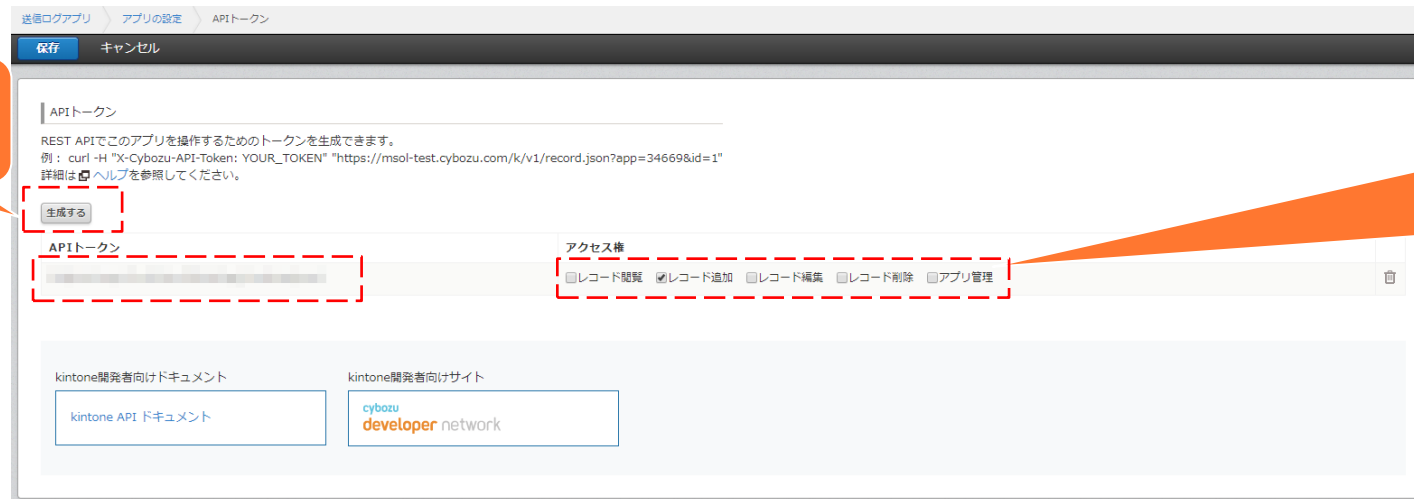 送信ログアプリ アプリの設定 APIトークン
保存 キャンセル
APIトークン
REST APIでこのアプリを操作するためのトークンを生成できます。
例： curl -H "X-Cybozu-API-Token: YOUR_TOKEN" "https://msol-test.cybozu.com/k/v1/record.json?app=34669&id=1"
詳細は ヘルプを参照してください。
生成する
APIトークン アクセス権
レコード閲覧 レコード追加 レコード編集 レコード削除 アプリ管理
kintone開発者向けドキュメント kintone開発者向けサイト
kintone API ドキュメント
cybozu
developer network